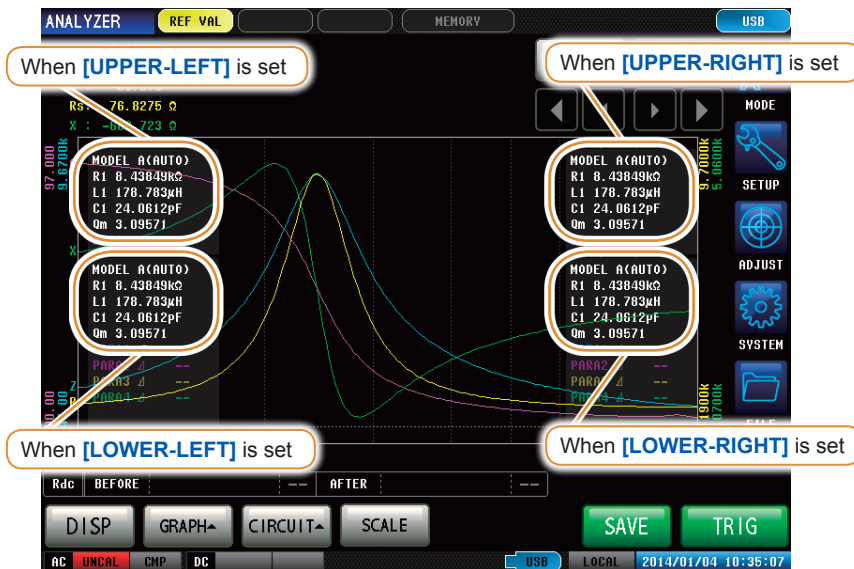 ANALYZER REF VAL MEMORY USB
When [UPPER-LEFT] is set
When [UPPER-RIGHT] is set
Rs: 76.8275 Ω
X : 723 Ω
MODE
97.000
9.6700k
9.7000k
5.0600k
MODEL A(AUTO)
R1 8.43849kΩ
L1 178.783μH
C1 24.0612pF
Qm 3.09571
MODEL A(AUTO)
R1 8.43849kΩ
L1 178.783μH
C1 24.0612pF
Qm 3.09571
SETUP
X
ADJUST
MODEL A(AUTO)
R1 8.43849kΩ
L1 178.783μH
C1 24.0612pF
Qm 3.09571
MODEL A(AUTO)
R1 8.43849kΩ
L1 178.783μH
C1 24.0612pF
Qm 3.09571
SYSTEM
PARA2 Δ --
PARA3 Δ --
PARA4 Δ --
Z
When [LOWER-LEFT] is set
When [LOWER-RIGHT] is set
Rdc BEFORE -- AFTER --
DISP GRAPH CIRCUIT SCALE SAVE TRIG
AC UNCAL CMP DC USB LOCAL 2014/01/04 10:35:07